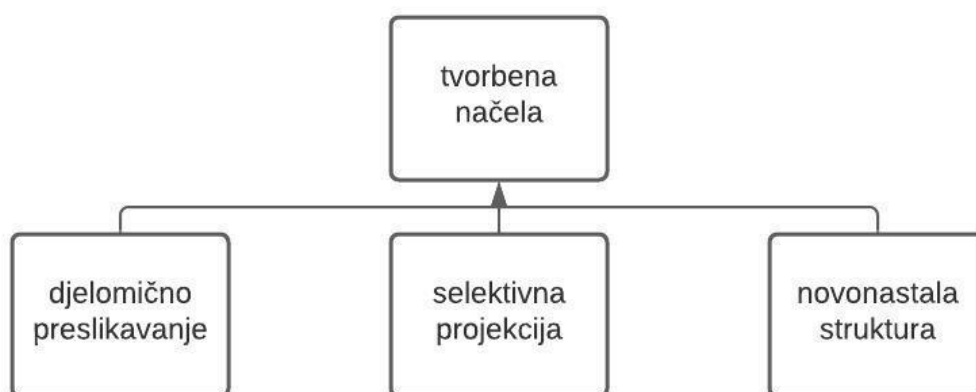 tvorbena
načela
djelomično
preslikavanje
selektivna
projekcija
novonastala
struktura